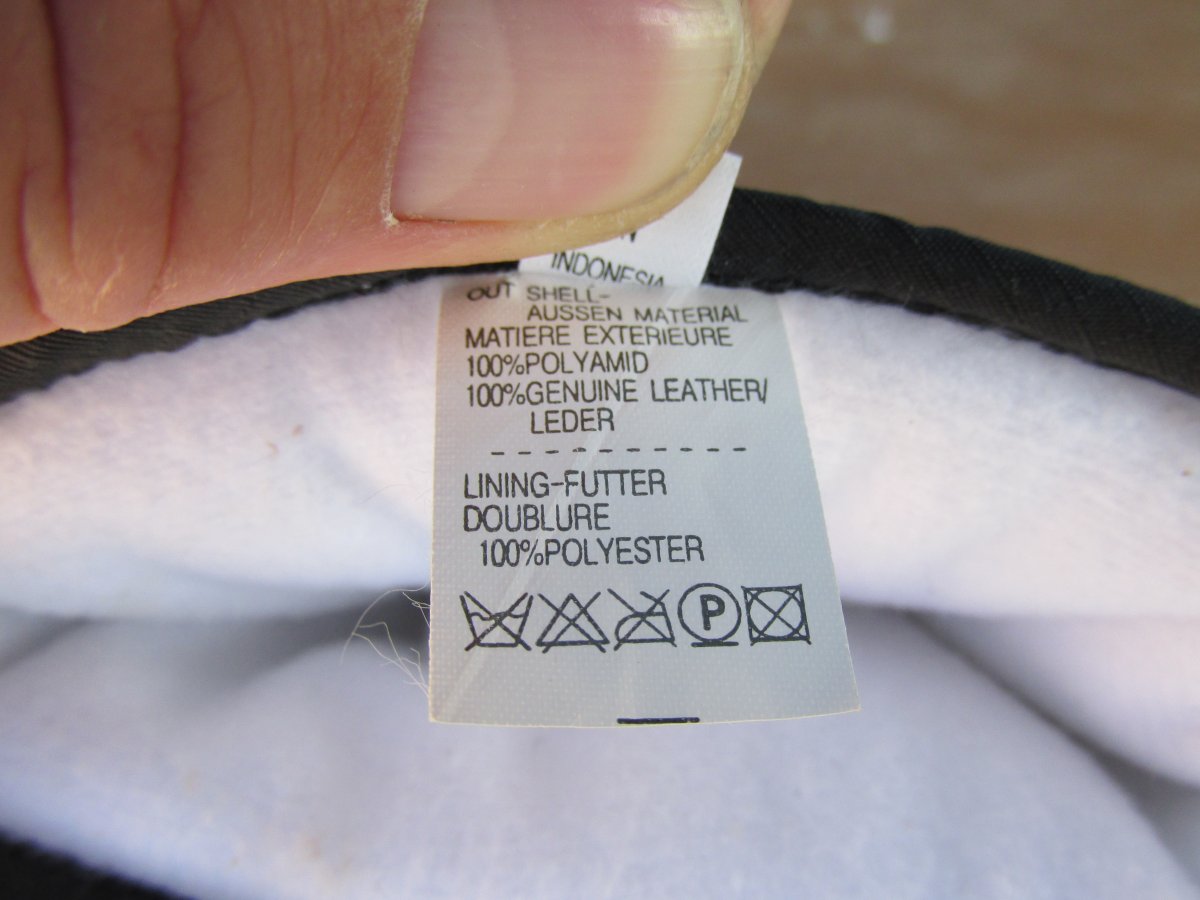 INDONESIA
OUT SHELL-
AUSSEN MATERIAL
MATIERE EXTERIEURE
100%POLYAMID
100%GENUINE LEATHER/
LEDER
LINING-FUTTER
DOUBLURE
100%POLYESTER
P